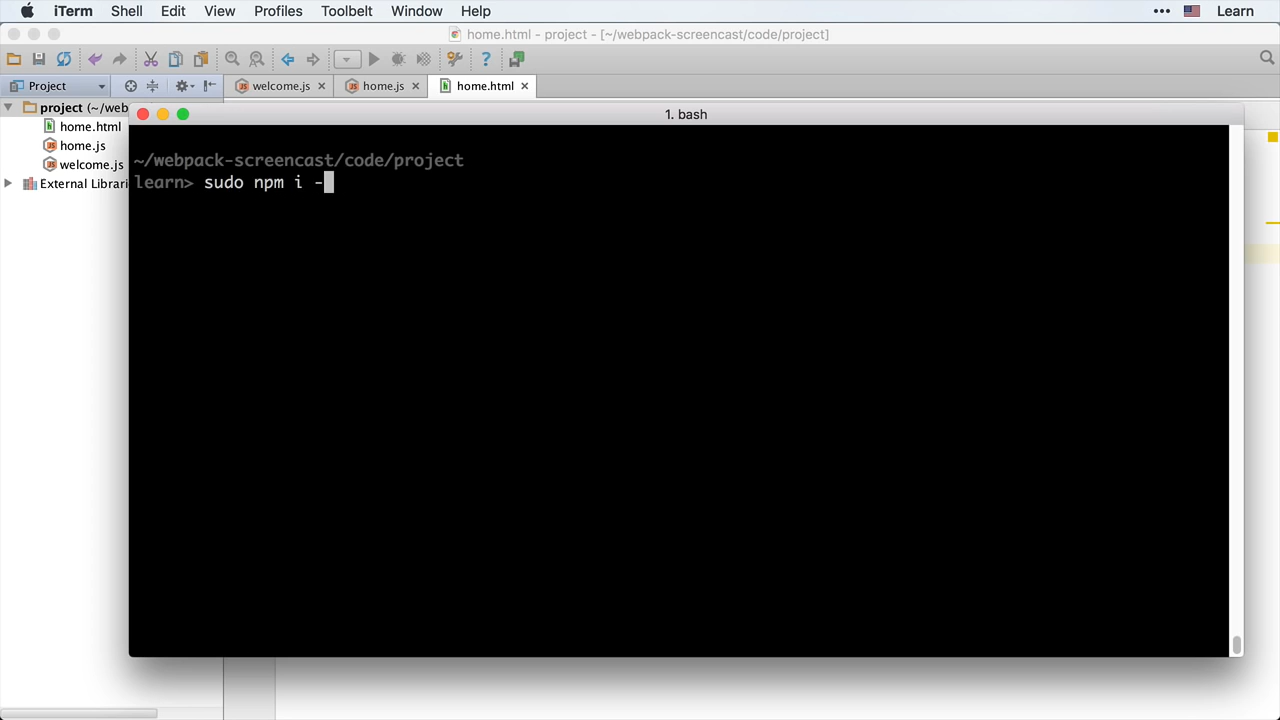 iTerm Shell Edit View Profiles Toolbelt Window Help ••• Learn
home.html - project - [~/webpack-screencast/code/project]
Project welcome.js home.js home.html
project (~/web
1. bash
home.html
home.js
welcome.js
External Librari
~/webpack-screencast/code/project
learn> sudo npm i -